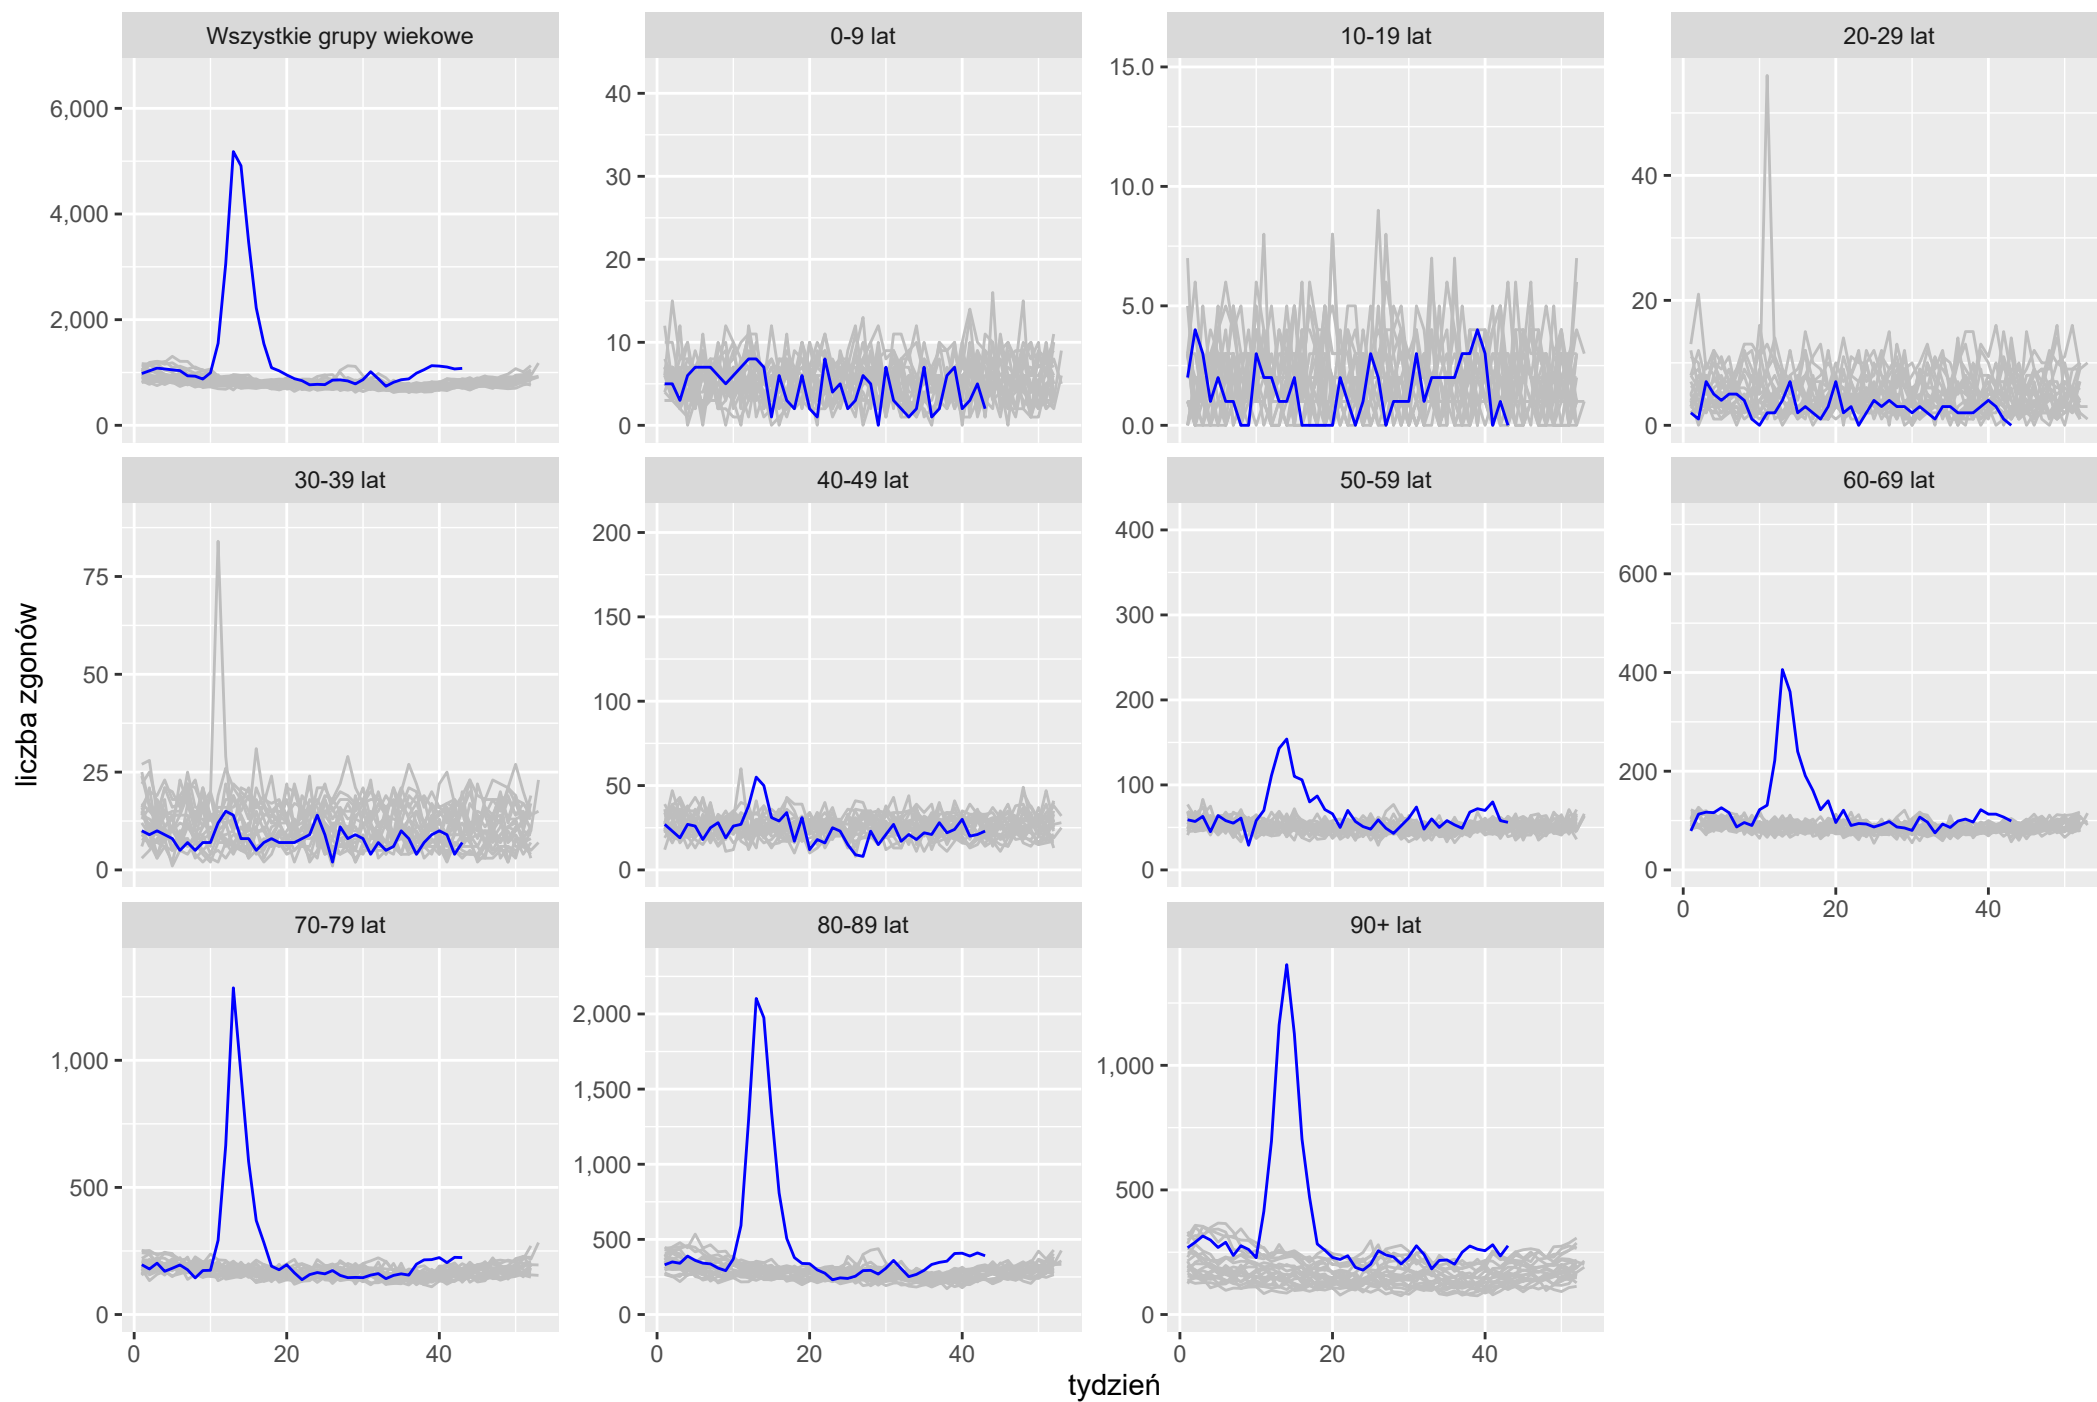 Wszystkie grupy wiekowe
0-9 lat
10-19 lat
20-29 lat
6,000
4,000
2,000
0
40
30
20
10
0
15.0
10.0
5.0
0.0
40
20
0
30-39 lat
40-49 lat
50-59 lat
60-69 lat
75
50
25
0
200
150
100
50
0
400
300
200
100
0
600
400
200
0
0 20 40
70-79 lat
80-89 lat
90+ lat
1,000
500
0
2,000
1,500
1,000
500
0
1,000
500
0
0 20 40
0 20 40
0 20 40
tydzień
liczba zgonów